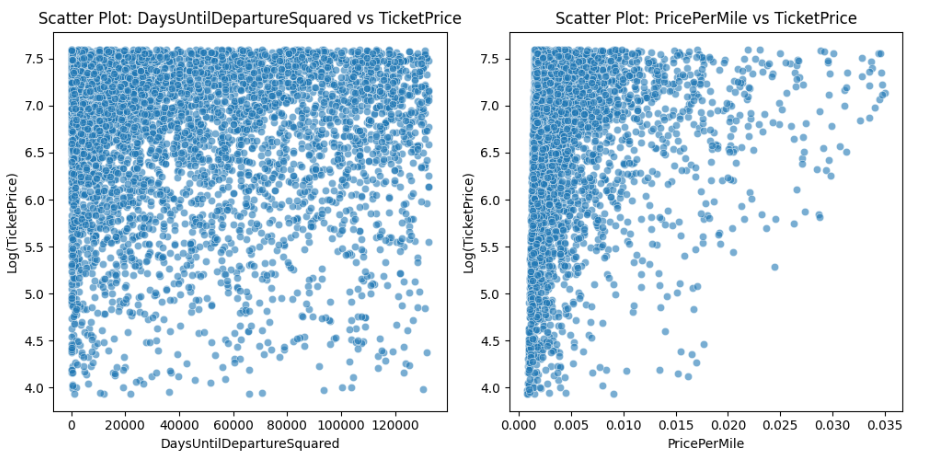 Scatter Plot: DaysUntilDepartureSquared vs TicketPrice
7.5
7.0
6.5
6.0
5.5
5.0
4.5
4.0
Log(TicketPrice)
0 20000 40000 60000 80000 100000 120000
DaysUntilDepartureSquared
Scatter Plot: PricePerMile vs TicketPrice
7.5
7.0
6.5
6.0
5.5
5.0
4.5
4.0
Log(TicketPrice)
0.000 0.005 0.010 0.015 0.020 0.025 0.030 0.035
PricePerMile